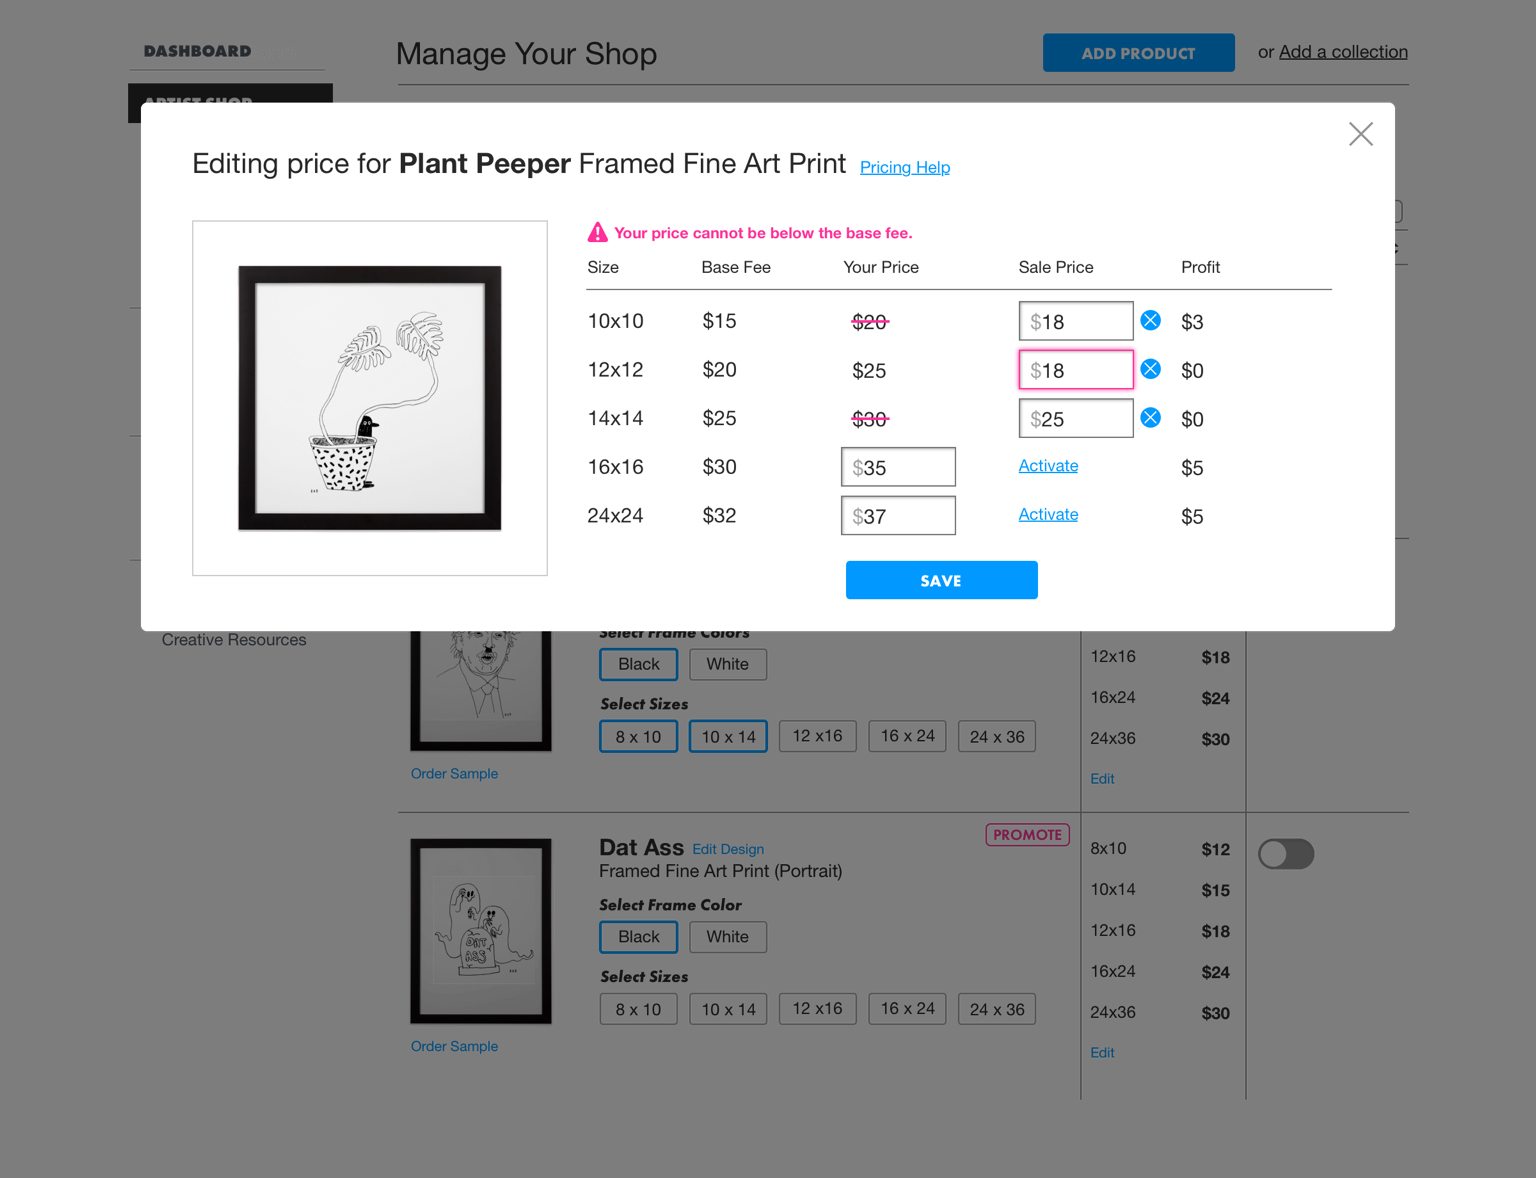 DASHBOARD
Manage Your Shop
ADD PRODUCT
or Add a collection
ARTIST SHOP
Editing price for Plant Peeper Framed Fine Art Print Pricing Help
Your price cannot be below the base fee.
Size Base Fee Your Price Sale Price Profit
10x10 $15 $20 $18 $3
12x12 $20 $25 $18 $0
14x14 $25 $30 $25 $0
16x16 $30 $35 Activate $5
24x24 $32 $37 Activate $5
SAVE
Creative Resources
Select Frame Colors
Black White
Select Sizes
8 x 10 10 x 14 12 x16 16 x 24 24 x 36
Order Sample
12x16 $18
16x24 $24
24x36 $30
Edit
Dat Ass Edit Design
PROMOTE
Framed Fine Art Print (Portrait)
Select Frame Color
Black White
Select Sizes
8 x 10 10 x 14 12 x16 16 x 24 24 x 36
DAT
ASS
Order Sample
8x10 $12
10x14 $15
12x16 $18
16x24 $24
24x36 $30
Edit